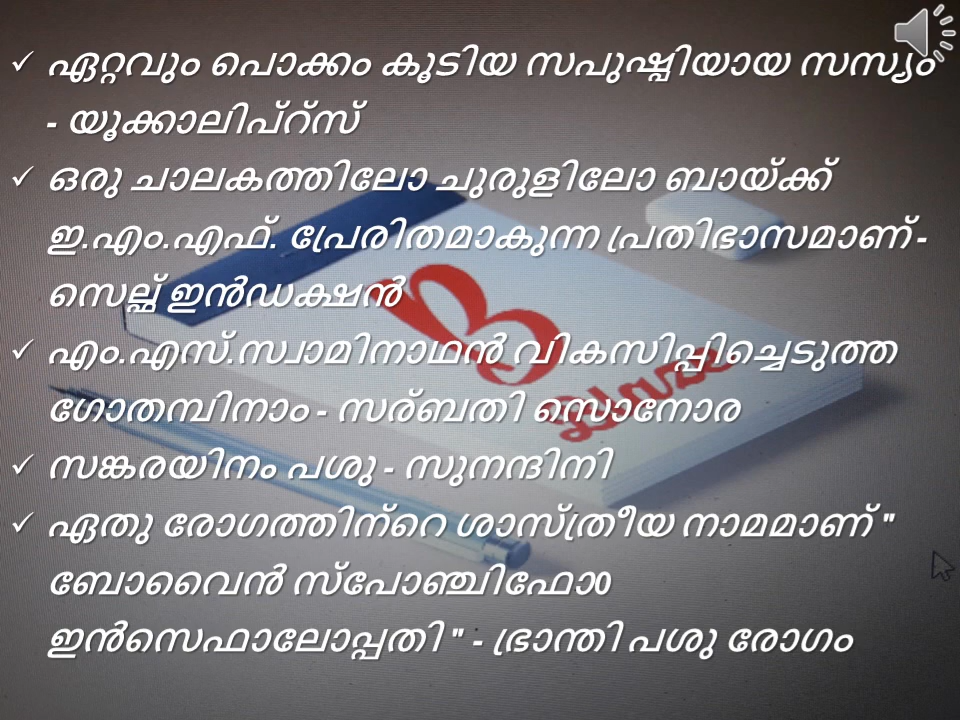 ✓ ഏറ്റവും പൊക്കം കൂടിയ സപുഷ്പിയായ സസ്യം
- യൂക്കാലിപ്റ്സ്
✓ ഒരു ചാലകത്തിലോ ചുരുളിലോ ബായ്ക്ക്
ഇ.എം.എഫ്. പ്രേരിതമാകുന്ന പ്രതിഭാസമാണ് -
സെല്ഫ് ഇൻഡക്ഷൻ
✓ എം.എസ്.സ്വാമിനാഥൻ വികസിപ്പിച്ചെടുത്ത
ഗോതമ്പിനാം - സര്ബതി സൊനോര
✓ സങ്കരയിനം പശു - സുനന്ദിനി
✓ ഏതു രോഗത്തിന്റെ ശാസ്ത്രീയ നാമമാണ് "
ബോവൈൻ സ്പോഞ്ചിഫോ0
ഇൻസെഫാലോപ്പതി " - ഭ്രാന്തി പശു രോഗം